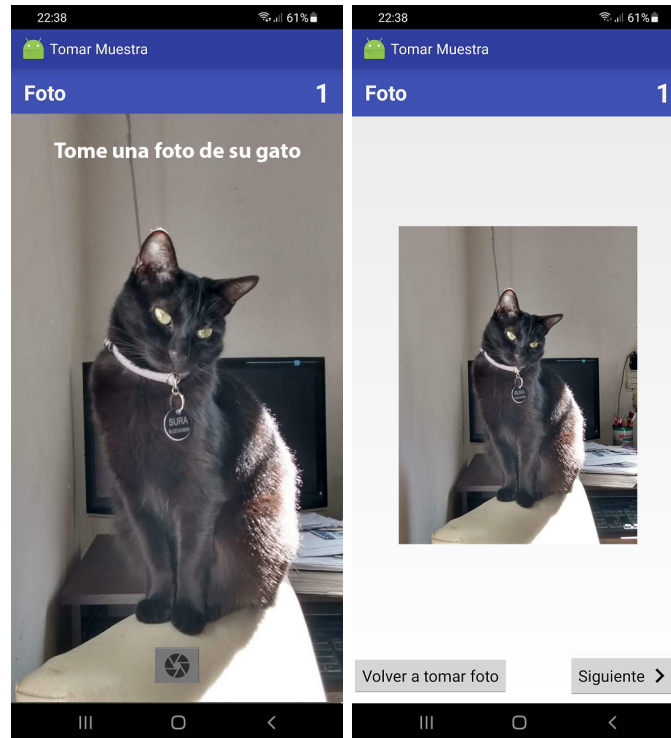 22:38
61%
Tomar Muestra
Foto
1
Tome una foto de su gato
SURA
22:38
61%
Tomar Muestra
Foto
1
Volver a tomar foto
Siguiente